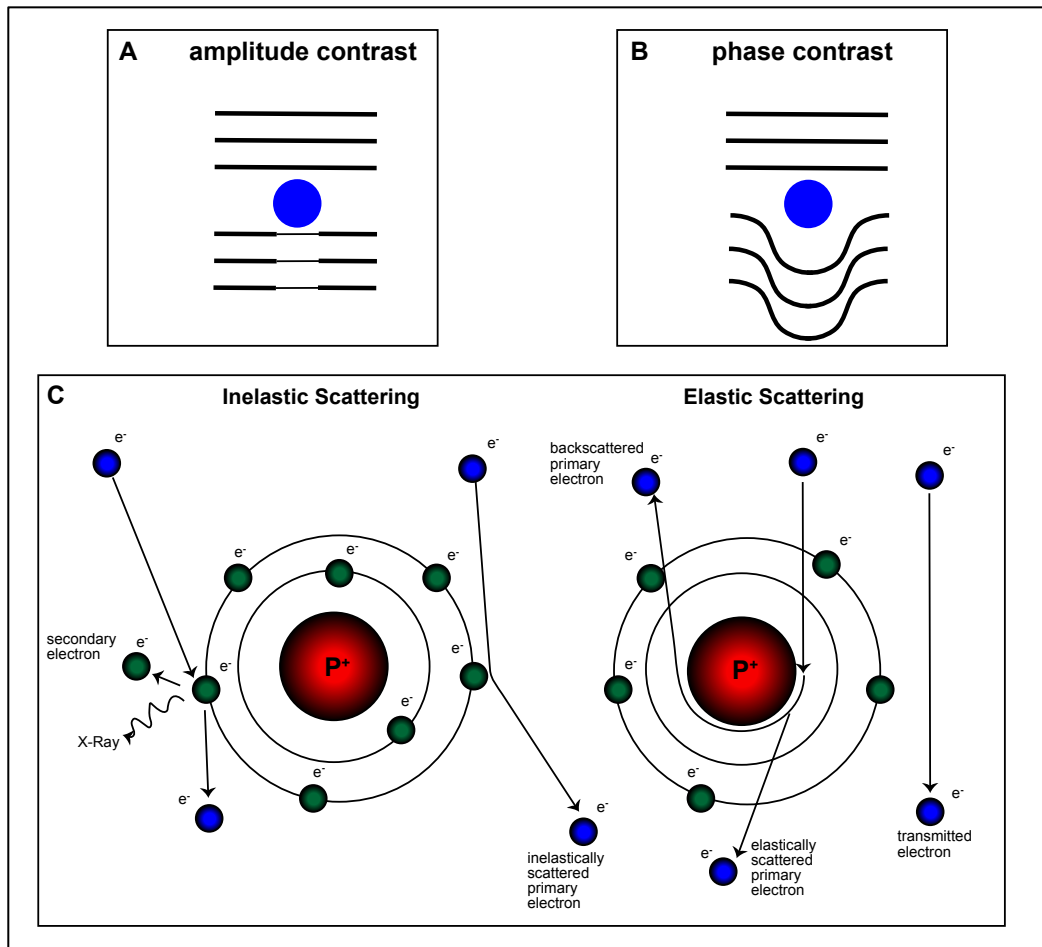 A amplitude contrast
B phase contrast
C
Inelastic Scattering
e-
e-
e-
e-
e-
secondary
electron
e-
e-
e-
P+
X-Ray
e-
e-
e-
inelastically
scattered
primary
electron
Elastic Scattering
backscattered
primary
electron
e-
e-
e-
e-
e-
P+
e-
e-
e-
e-
elastically
scattered
primary
electron
e-
transmitted
electron